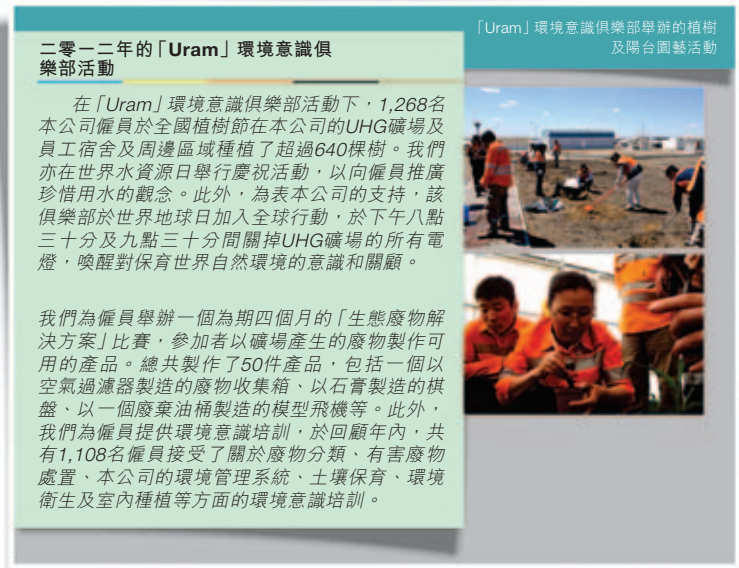 「Uram」環境意識俱樂部舉辦的植樹
及陽台園藝活動
二零一二年的「Uram」環境意識俱
樂部活動
在「Uram」環境意識俱樂部活動下，1,268名
本公司僱員於全國植樹節在本公司的UHG礦場及
員工宿舍及周邊區域種植了超過640棵樹。我們
亦在世界水資源日舉行慶祝活動，以向僱員推廣
珍惜用水的觀念。此外，為表本公司的支持，該
俱樂部於世界地球日加入全球行動，於下午八點
三十分及九點三十分間關掉UHG礦場的所有電
燈，喚醒對保育世界自然環境的意識和關顧。
我們為僱員舉辦一個為期四個月的「生態廢物解
決方案」比賽，參加者以礦場產生的廢物製作可
用的產品。總共製作了50件產品，包括一個以
空氣過濾器製造的廢物收集箱、以石膏製造的棋
盤、以一個廢棄油桶製造的模型飛機等。此外，
我們為僱員提供環境意識培訓，於回顧年內，共
有1,108名僱員接受了關於廢物分類、有害廢物
處置、本公司的環境管理系統、土壤保育、環境
衛生及室內種植等方面的環境意識培訓。